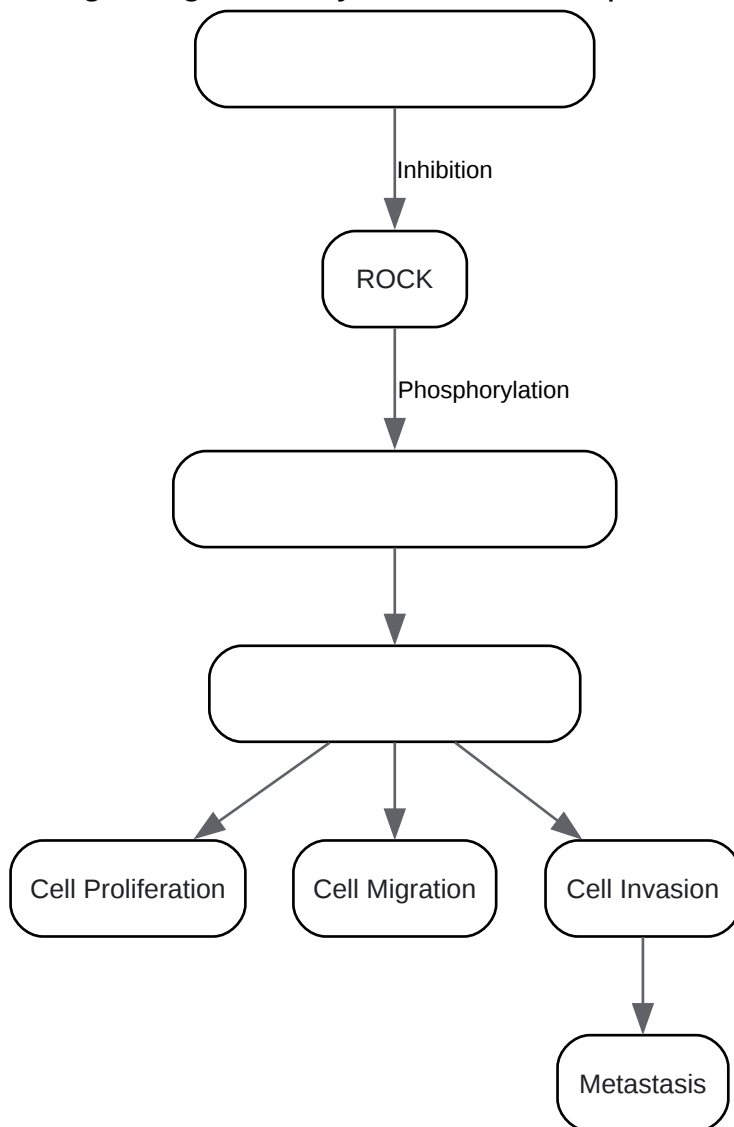 Inhibition
ROCK
Phosphorylation
Cell Proliferation
Cell Migration
Cell Invasion
Metastasis